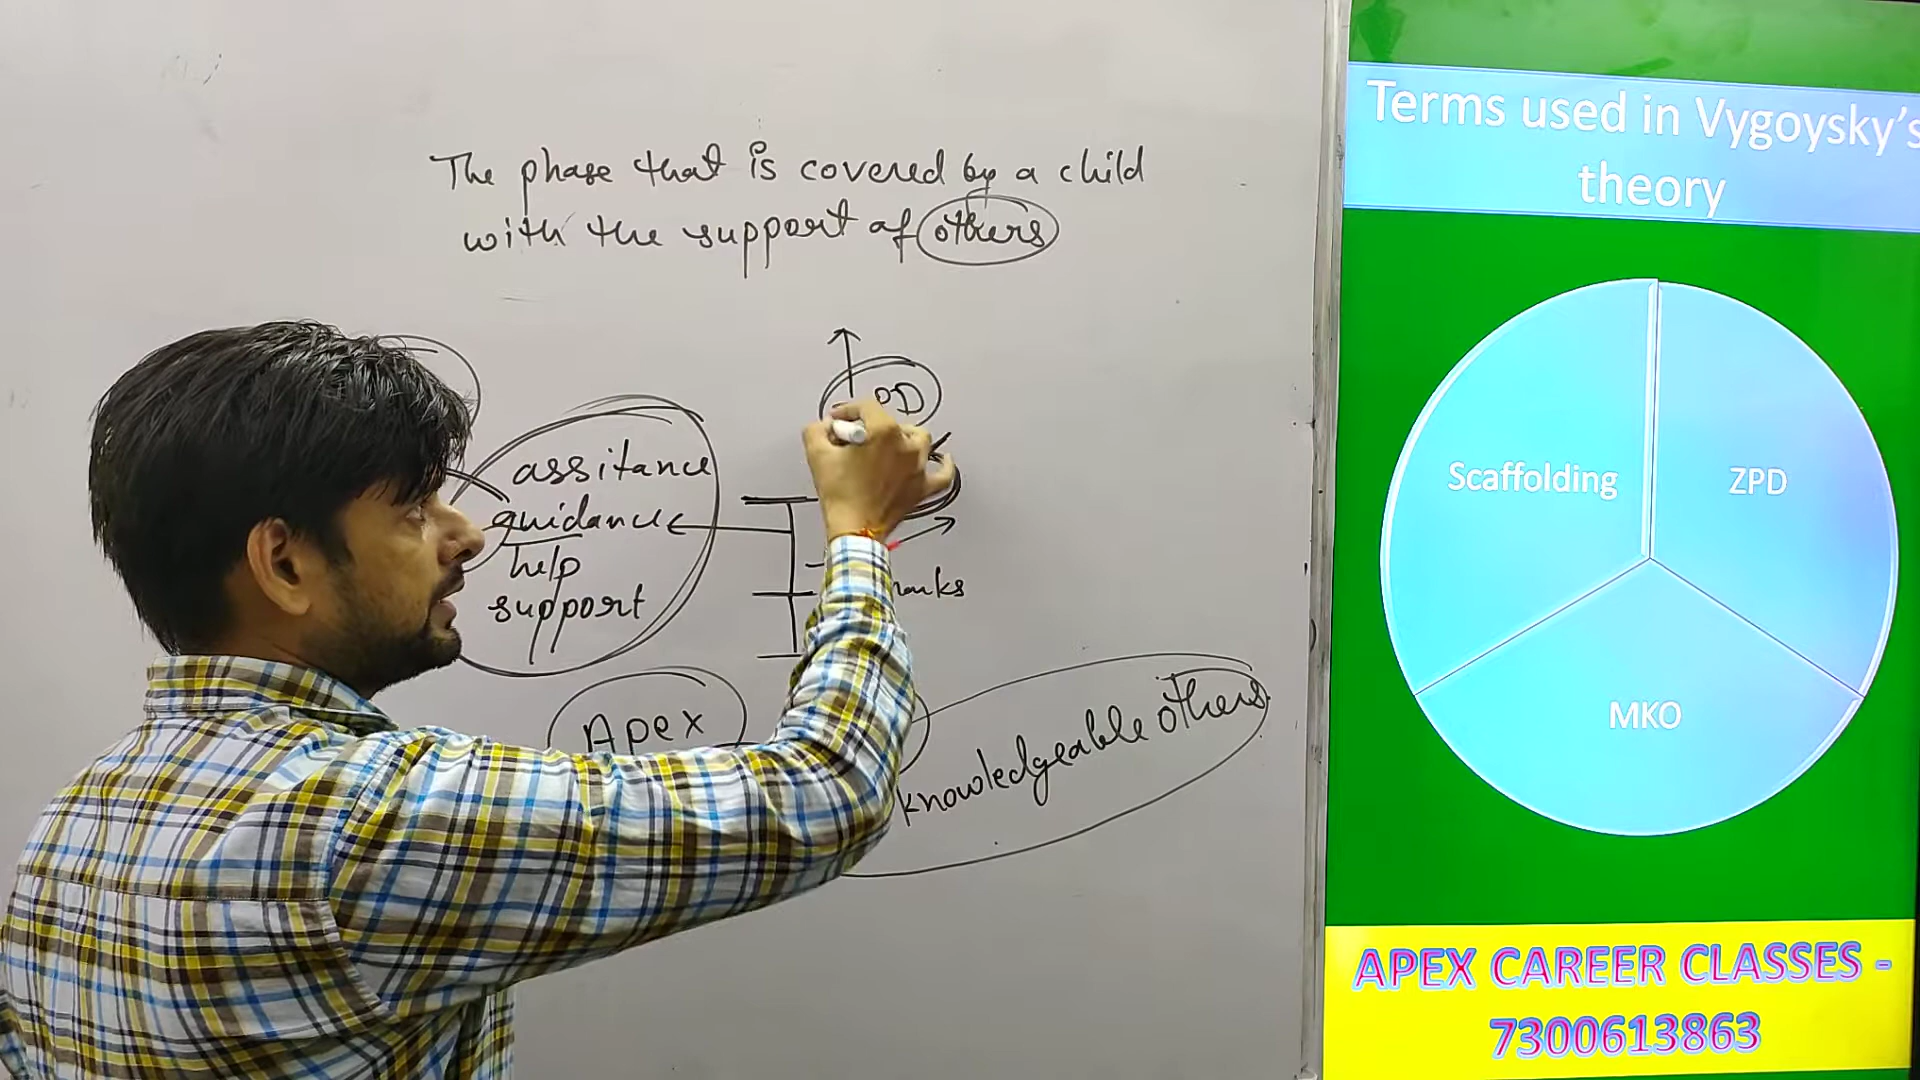 The phase that is covered by a child
with the support of others
PD
assitance
guidance
help
support
Apex
knowledgeable others
Terms used in Vygoysky's
theory
Scaffolding
ZPD
MKO
APEX CAREER CLASSES -
7300613863